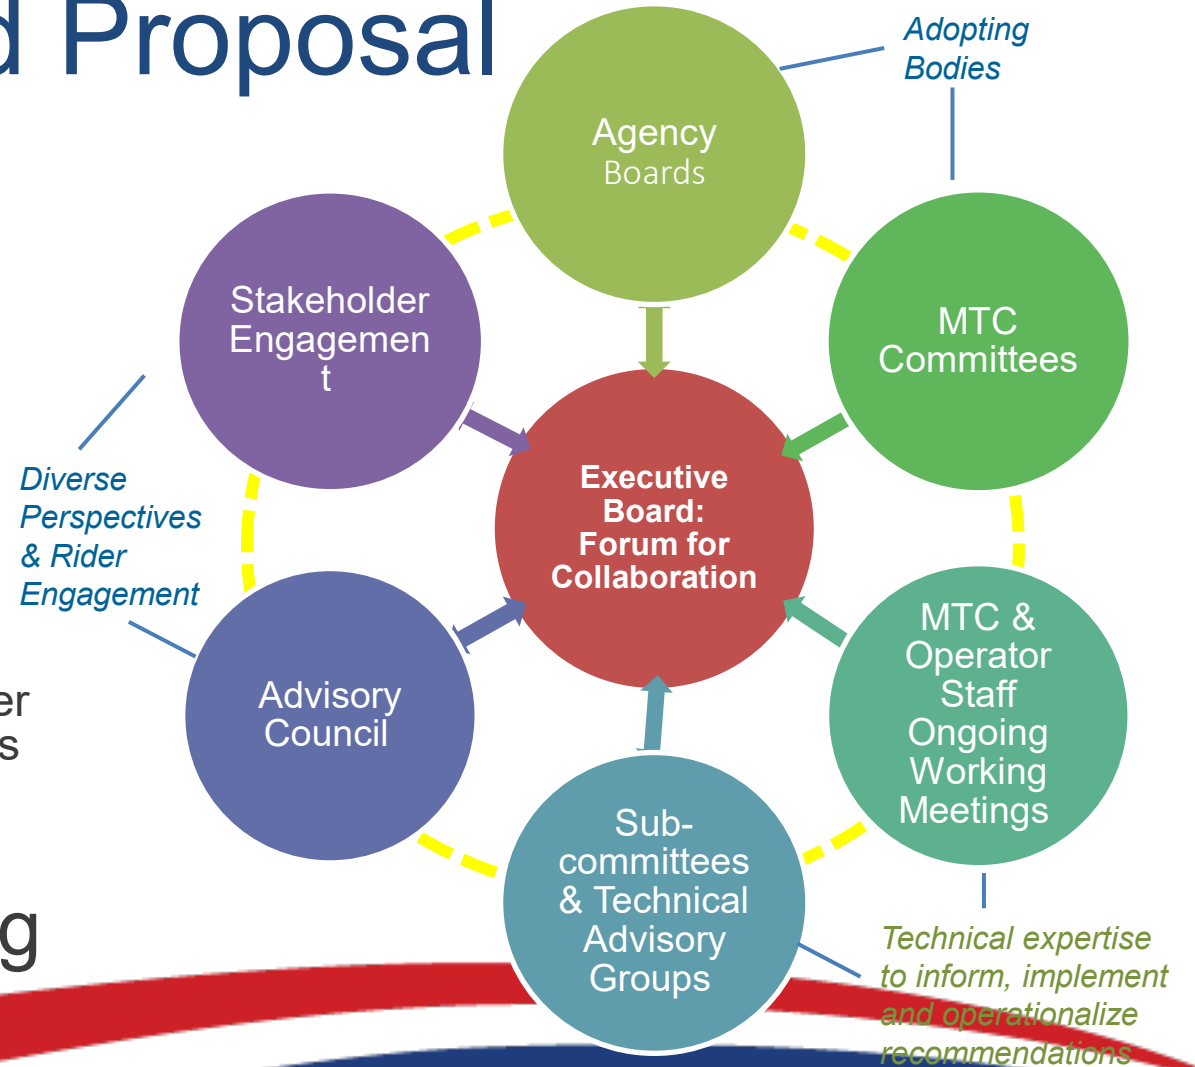 d Proposal
Adopting
Bodies
Agency
Boards
Stakeholder
Engagemen
t
MTC
Committees
Diverse
Perspectives
& Rider
Engagement
Executive
Board:
Forum for
Collaboration
MTC &
Operator
Staff
Ongoing
Working
Meetings
Advisory
Council
er
s
Sub-
committees
& Technical
Advisory
Groups
g
Technical expertise
to inform, implement
and operationalize
recommendations